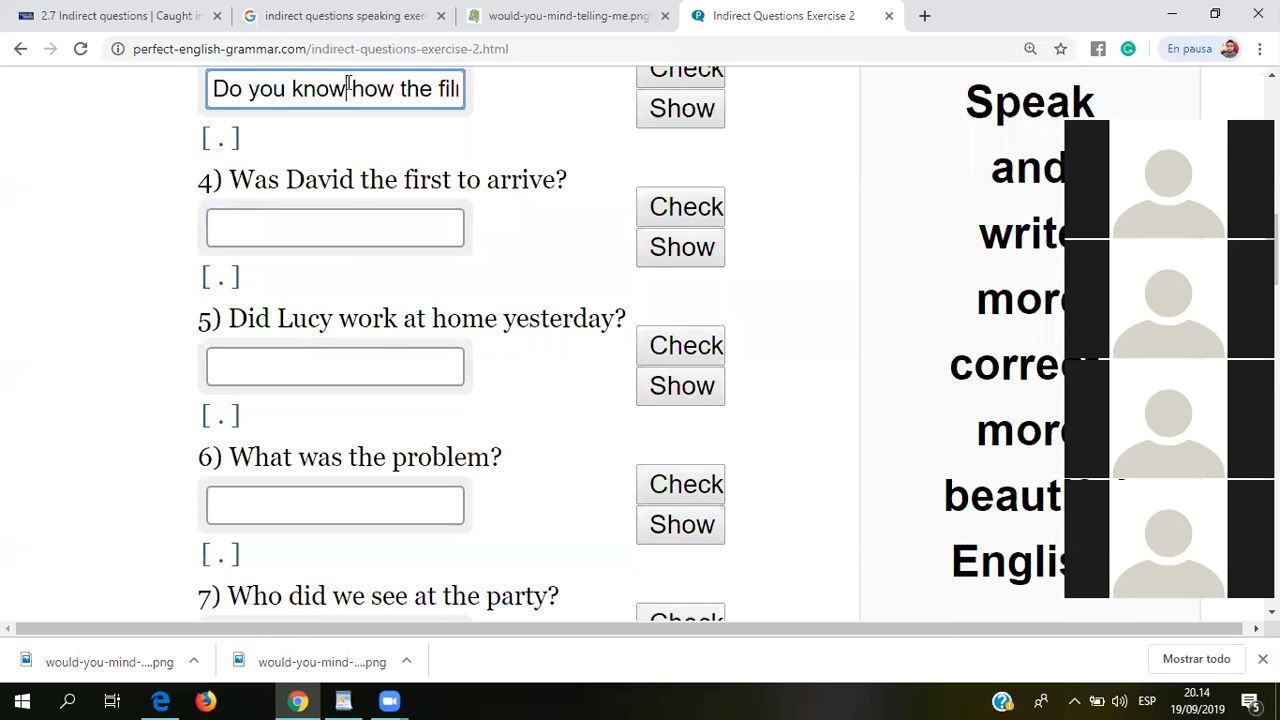 2.7 Indirect questions | Caught in
indirect questions speaking exer
would-you-mind-telling-me.png
Indirect Questions Exercise 2
perfect-english-grammar.com/indirect-questions-exercise-2.html
En pausa
Do you know how the
Check
Show
[ . ]
4) Was David the first to arrive?
Check
Show
[ . ]
5) Did Lucy work at home yesterday?
Check
Show
[ . ]
6) What was the problem?
Check
Show
[ . ]
7) Who did we see at the party?
Check
Speak
and
write
more
more
English
would-you-mind-....png
would-you-mind-....png
Mostrar todo
ESP
20.14
19/09/2019
5